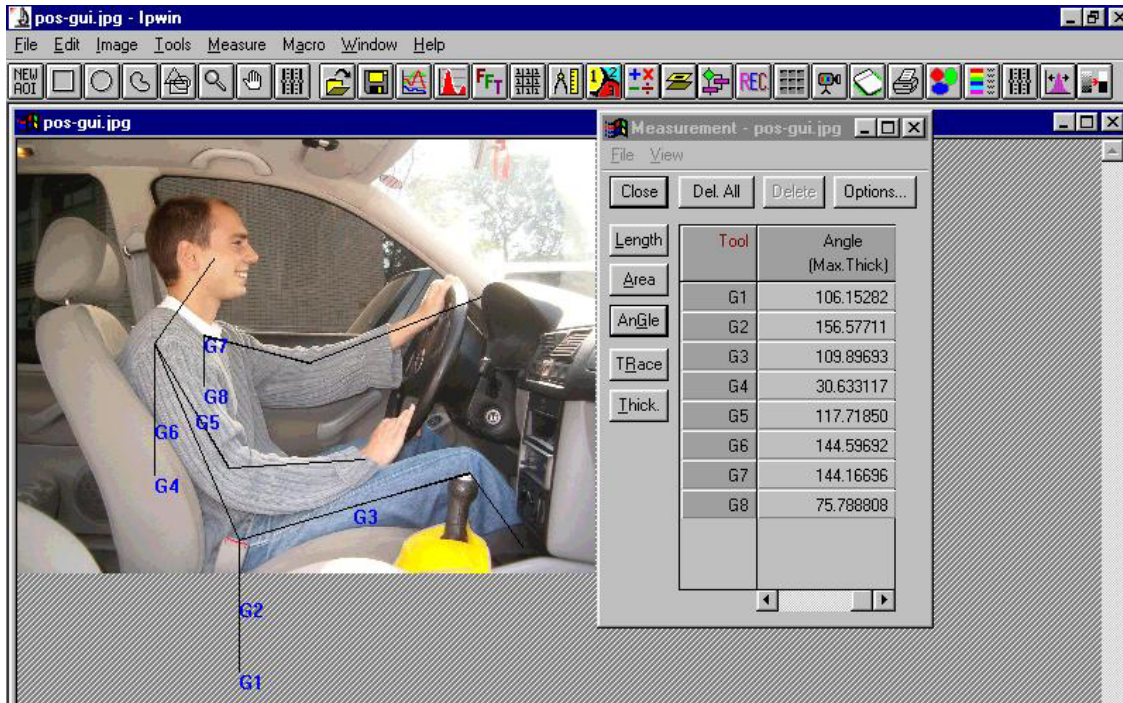 pos-gui.jpg - Ipwin
File Edit Image Tools Measure Macro Window Help
NEW AOI FFT REC
pos-gui.jpg
Measurement - pos-gui.jpg
File View
Close Del. All Delete Options...
Length
Area
AnGle
TRace
Thick.
Tool Angle
(Max.Thick)
G1 106.15282
G2 156.57711
G3 109.89693
G4 30.633117
G5 117.71850
G6 144.59692
G7 144.16696
G8 75.788808
G7
G8
G5
G6
G4
G3
G2
G1